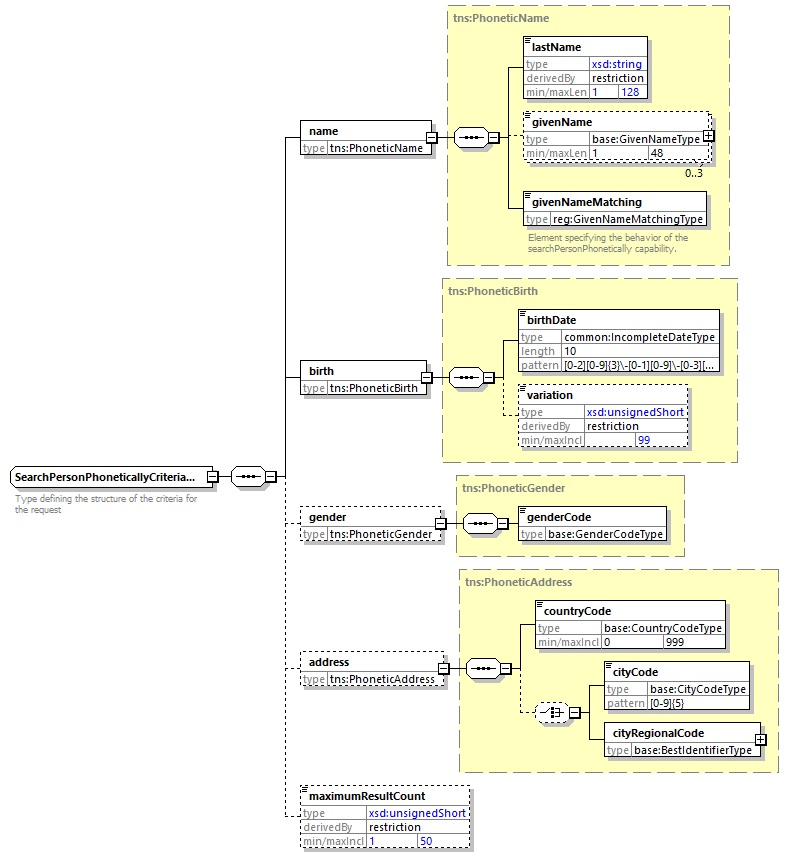 tns:PhoneticName
lastName
type xsd:string
derivedBy restriction
min/maxLen 1 128
givenName
type base:GivenNameType
min/maxLen 1 48
0..3
givenNameMatching
type reg:GivenNameMatchingType
Element specifying the behavior of the
searchPersonPhonetically capability.
name
type tns:PhoneticName
tns:PhoneticBirth
birthDate
type common:IncompleteDateType
length 10
pattern [0-2][0-9]{3}\-[0-1][0-9]\-[0-3][...
variation
type xsd:unsignedShort
derivedBy restriction
min/maxIncl 99
birth
type tns:PhoneticBirth
SearchPersonPhoneticallyCriteria...
Type defining the structure of the criteria for
the request
tns:PhoneticGender
gender
type tns:PhoneticGender
genderCode
type base:GenderCodeType
tns:PhoneticAddress
countryCode
type base:CountryCodeType
min/maxIncl 0 999
address
type tns:PhoneticAddress
cityCode
type base:CityCodeType
pattern [0-9]{5}
cityRegionalCode
type base:BestIdentifierType
maximumResultCount
type xsd:unsignedShort
derivedBy restriction
min/maxIncl 1 50